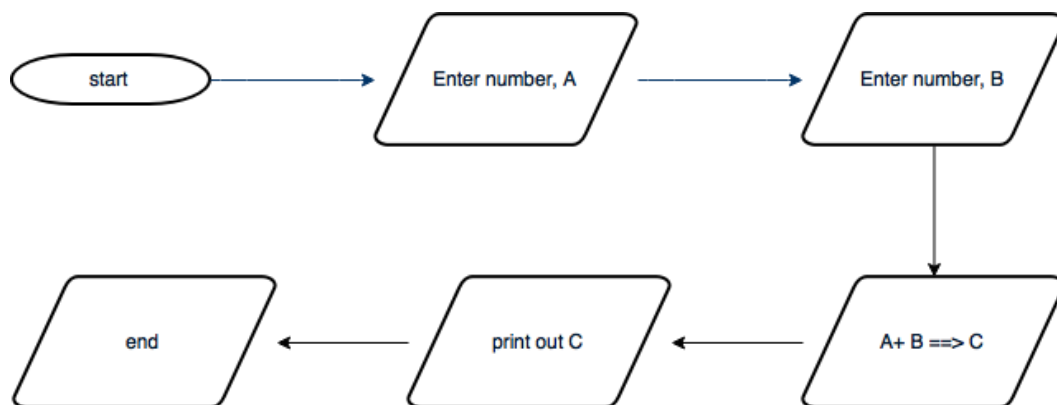 start
Enter number, A
Enter number, B
A+ B ==> C
print out C
end